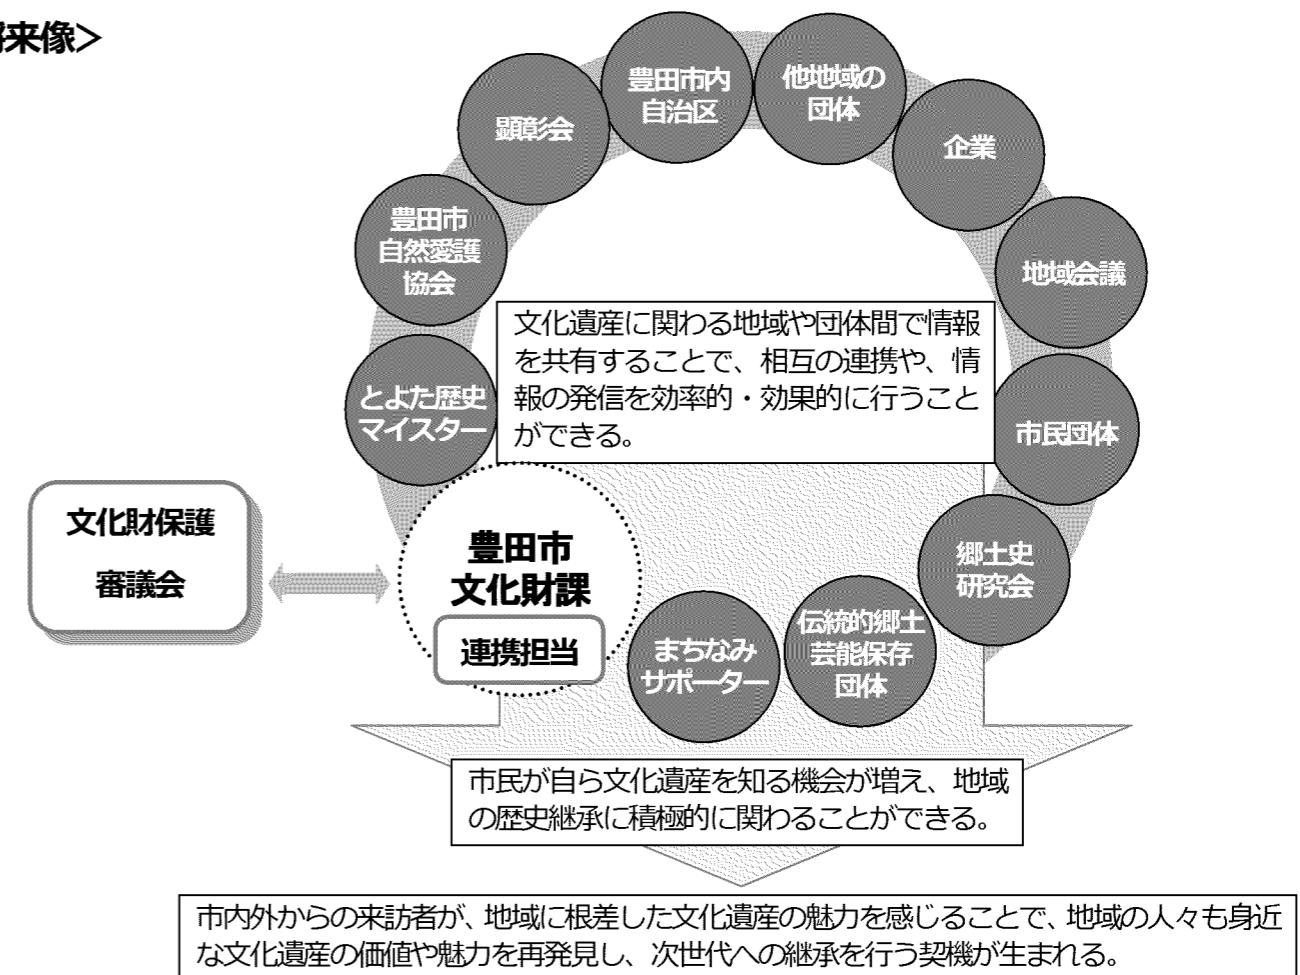 来像＞
豊田市内
自治区
他地域の
団体
顕彰会
企業
豊田市
自然愛護
協会
地域会議
文化遺産に関わる地域や団体間で情報
を共有することで、相互の連携や、情
報の発信を効率的・効果的に行うこと
ができる。
とよた歴史
マイスター
市民団体
文化財保護
審議会
豊田市
文化財課
連携担当
郷土史
研究会
まちなみ
サポーター
伝統的郷土
芸能保存
団体
市民が自ら文化遺産を知る機会が増え、地域
の歴史継承に積極的に関わることができる。
市内外からの来訪者が、地域に根差した文化遺産の魅力を感じることで、地域の人々も身近
な文化遺産の価値や魅力を再発見し、次世代への継承を行う契機が生まれる。